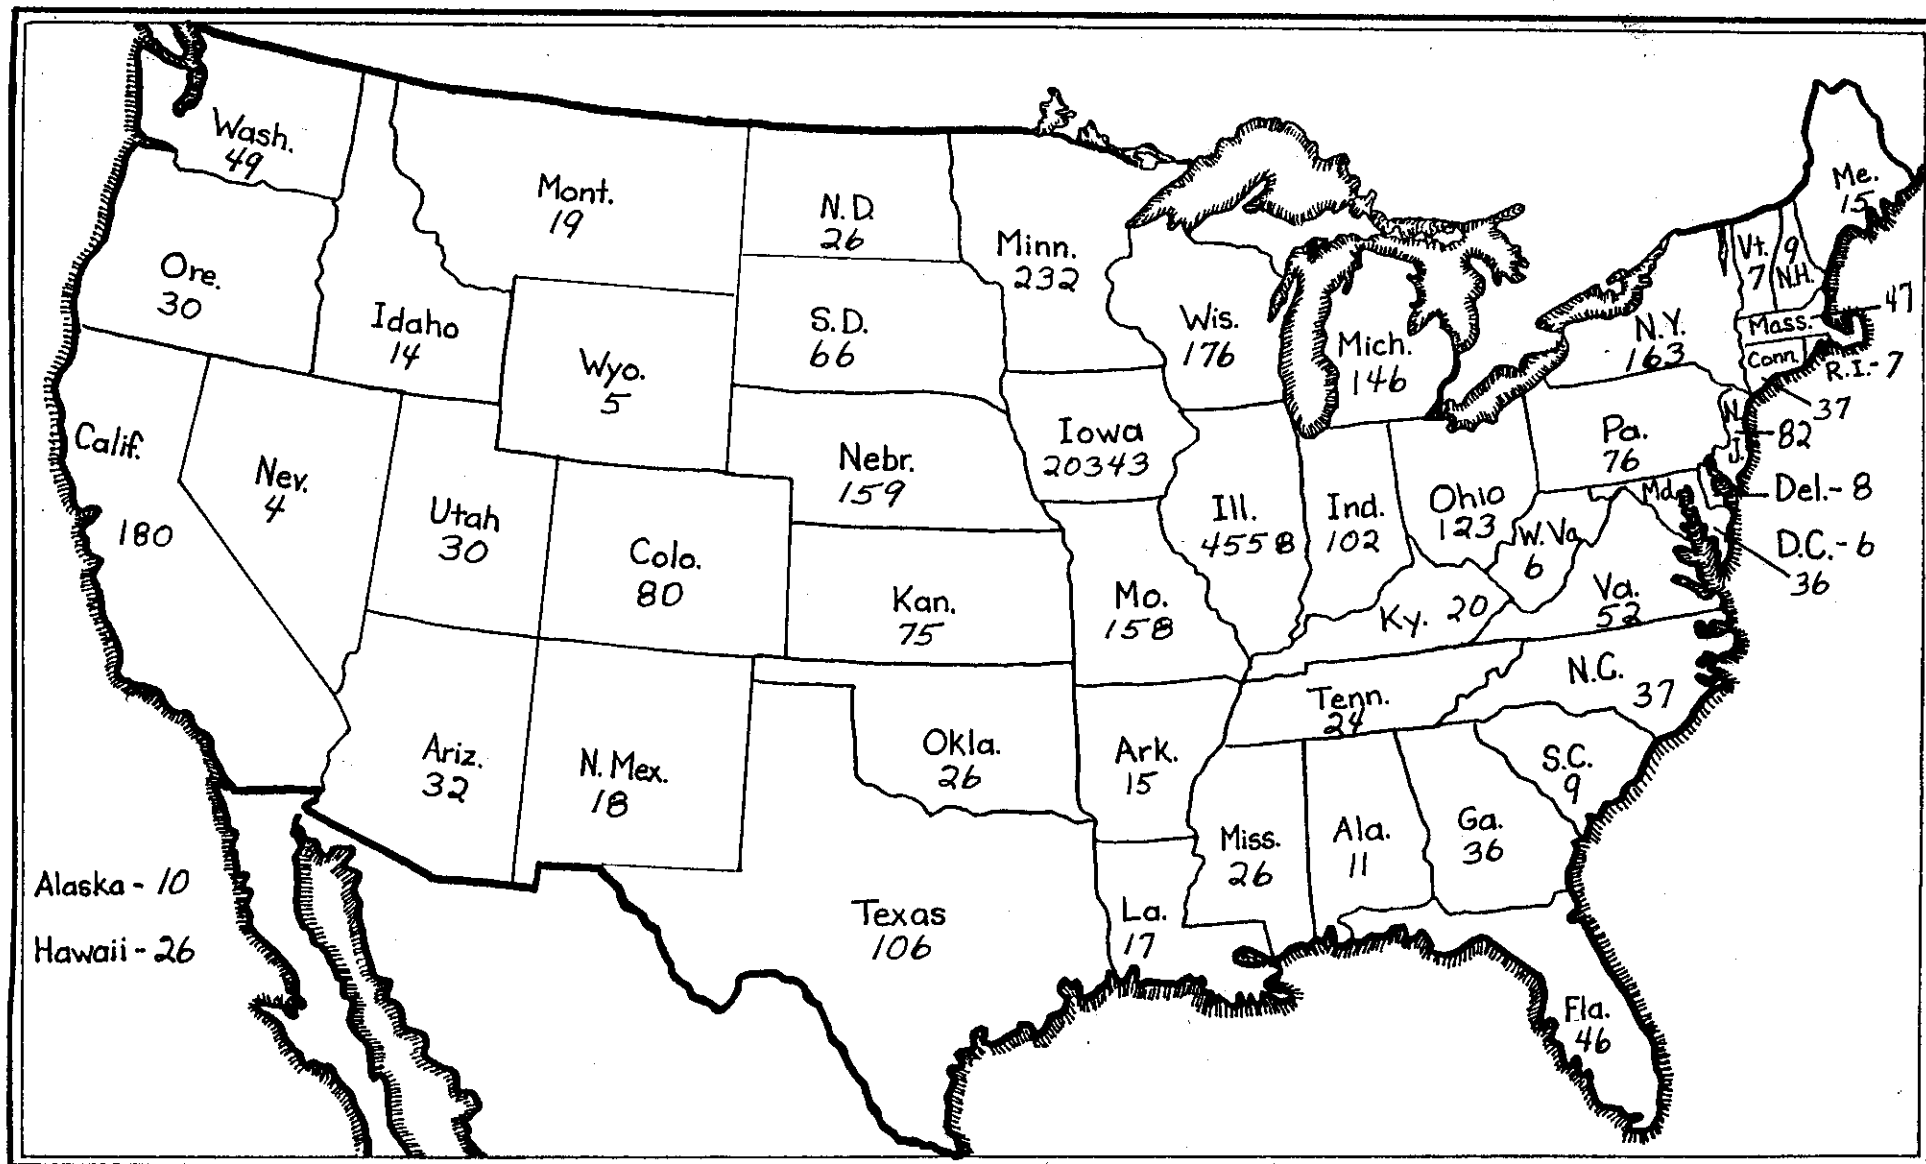 Wash.
49
Ore.
30
Calif.
180
Nev.
4
Idaho
14
Mont.
19
Wyo.
5
Utah
30
Colo.
80
Ariz.
32
N. Mex.
18
N.D.
26
S.D.
66
Nebr.
159
Kan.
75
Okla.
26
Texas
106
Minn.
232
Iowa
20343
Mo.
158
Ark.
15
La.
17
Wis.
176
Ill.
4558
Mich.
146
Ind.
102
Ohio
123
Ky. 20
Tenn.
24
Miss.
26
Ala.
11
Ga.
36
Fla.
46
S.C.
9
N.C.
37
Va.
52
W. Va.
6
Md.
36
D.C.- 6
Del.- 8
Pa.
76
N.
J.
82
N.Y.
163
Conn.
37
R.I.- 7
Mass.
47
Vt.
7
9
N.H.
Me.
15
Alaska - 10
Hawaii - 26